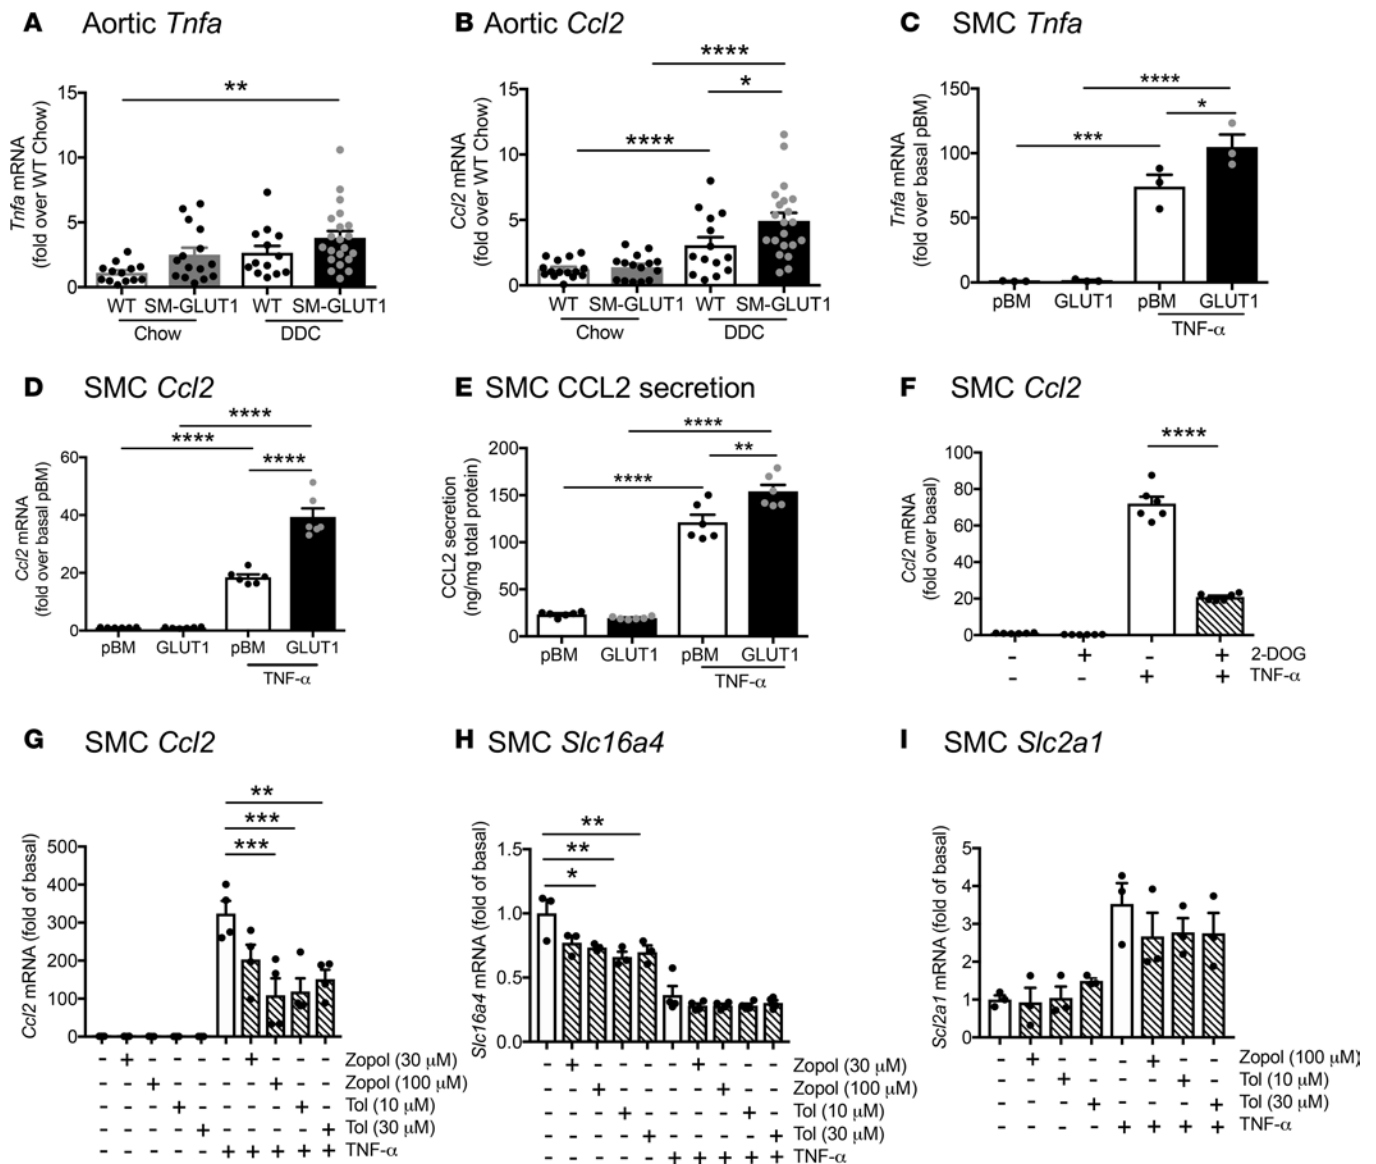 A Aortic Tnfa
Tnfa mRNA
(fold over WT Chow)
15
10
5
0
**
WT SM-GLUT1 WT SM-GLUT1
Chow DDC
B Aortic Ccl2
Ccl2 mRNA
(fold over WT Chow)
15
10
5
0
****
*
****
WT SM-GLUT1 WT SM-GLUT1
Chow DDC
C SMC Tnfa
Tnfa mRNA
(fold over basal pBM)
150
100
50
0
****
*
***
pBM GLUT1 pBM GLUT1
TNF-α
D SMC Ccl2
Ccl2 mRNA
(fold over basal pBM)
60
40
20
0
****
****
****
pBM GLUT1 pBM GLUT1
TNF-α
E SMC CCL2 secretion
CCL2 secretion
(ng/mg total protein)
200
150
100
50
0
****
**
****
pBM GLUT1 pBM GLUT1
TNF-α
F SMC Ccl2
Ccl2 mRNA
(fold over basal)
100
80
60
40
20
0
****
- + - + 2-DOG
- - + + TNF-α
G SMC Ccl2
Ccl2 mRNA (fold of basal)
500
400
300
200
100
0
**
***
***
- + - - - - + - - - Zopol (30 μM)
- - + - - - - + - - Zopol (100 μM)
- - - + - - - - + - Tol (10 μM)
- - - - + - - - - + Tol (30 μM)
- - - - - + + + + + TNF-α
H SMC Slc16a4
Slc16a4 mRNA (fold of basal)
1.5
1.0
0.5
0.0
**
**
*
- + - - - - + - - - Zopol (30 μM)
- - + - - - - + - - Zopol (100 μM)
- - - + - - - - + - Tol (10 μM)
- - - - + - - - - + Tol (30 μM)
- - - - - + + + + + TNF-α
I SMC Slc2a1
Scl2a1 mRNA (fold of basal)
5
4
3
2
1
0
- + - - - + - - Zopol (100 μM)
- - + - - - + - Tol (10 μM)
- - - + - - - + Tol (30 μM)
- - - - + + + + TNF-α